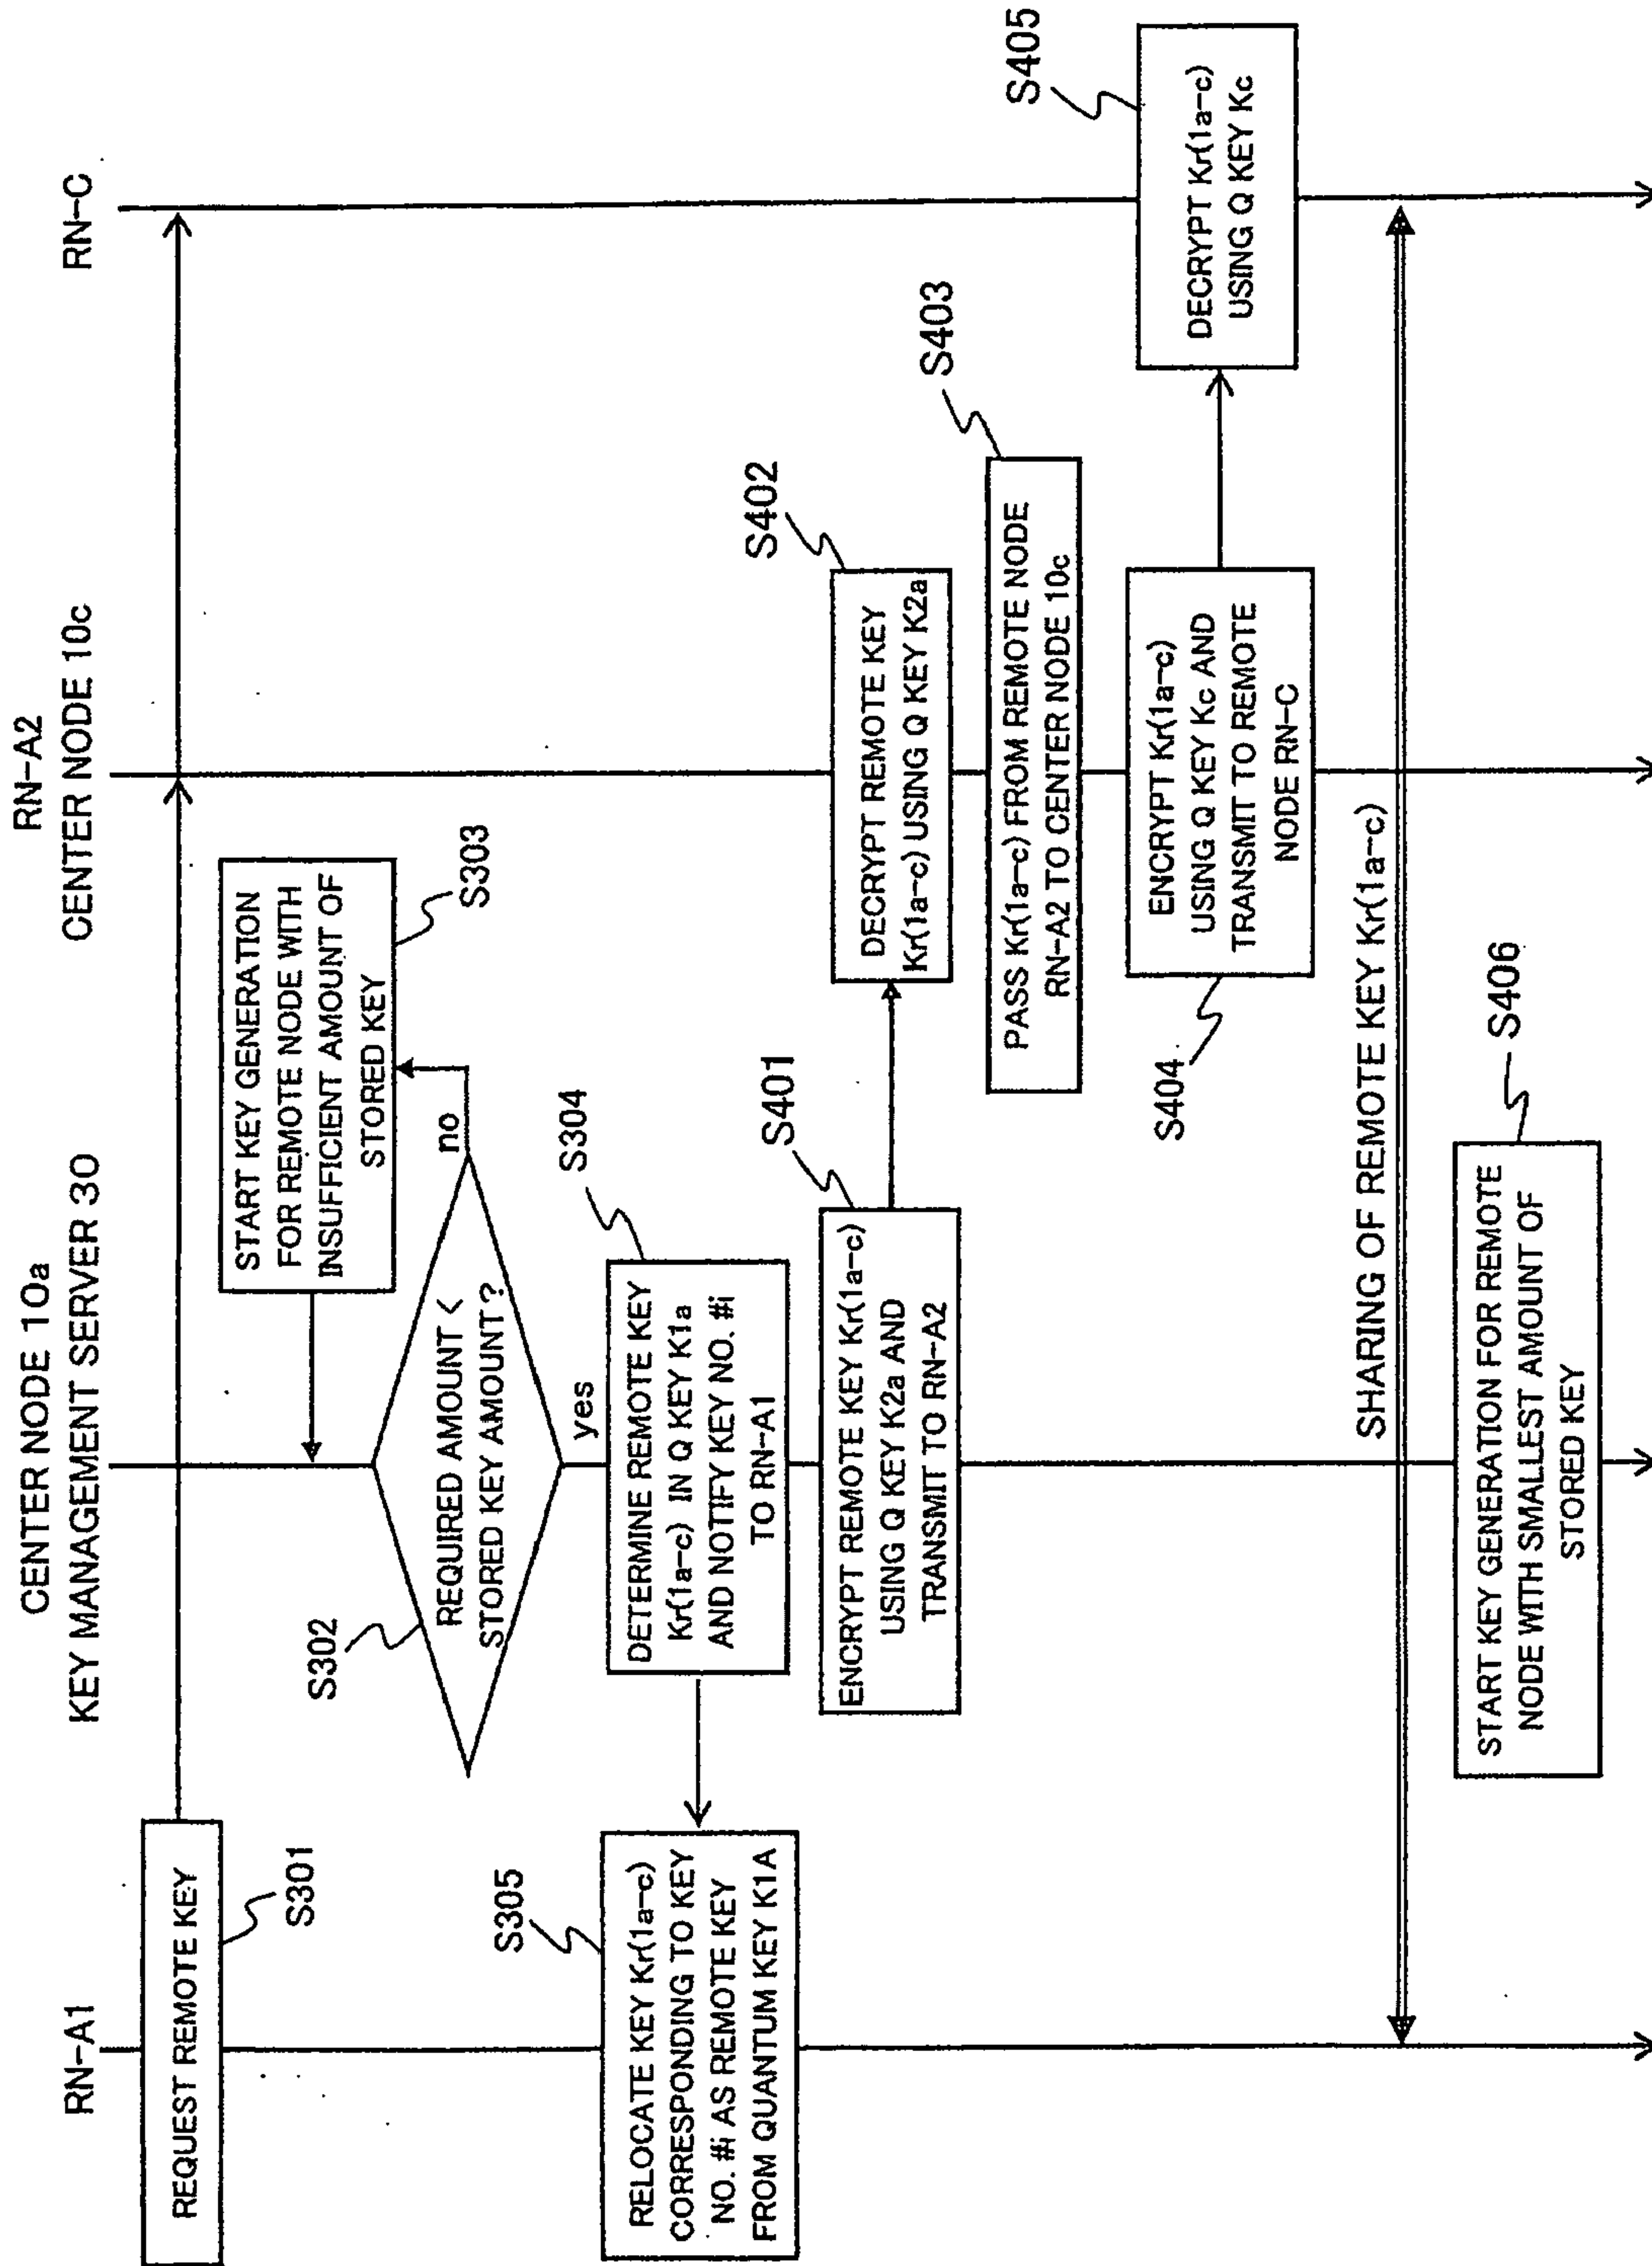 RN-A1
CENTER NODE 10a
KEY MANAGEMENT SERVER 30
RN-A2
CENTER NODE 10c
RN-C
REQUEST REMOTE KEY
S301
START KEY GENERATION
FOR REMOTE NODE WITH
INSUFFICIENT AMOUNT OF
STORED KEY
S303
S302
REQUIRED AMOUNT <
STORED KEY AMOUNT?
no
yes
S304
DETERMINE REMOTE KEY
Kr(1a-c) IN Q KEY K1a
AND NOTIFY KEY NO. #i
TO RN-A1
S305
RELOCATE KEY Kr(1a-c)
CORRESPONDING TO KEY
NO. #i AS REMOTE KEY
FROM QUANTUM KEY K1A
S401
ENCRYPT REMOTE KEY Kr(1a-c)
USING Q KEY K2a AND
TRANSMIT TO RN-A2
S402
DECRYPT REMOTE KEY
Kr(1a-c) USING Q KEY K2a
S403
PASS Kr(1a-c) FROM REMOTE NODE
RN-A2 TO CENTER NODE 10c
S404
ENCRYPT Kr(1a-c)
USING Q KEY Kc AND
TRANSMIT TO REMOTE
NODE RN-C
S405
DECRYPT Kr(1a-c)
USING Q KEY Kc
SHARING OF REMOTE KEY Kr(1a-c)
S406
START KEY GENERATION FOR REMOTE
NODE WITH SMALLEST AMOUNT OF
STORED KEY